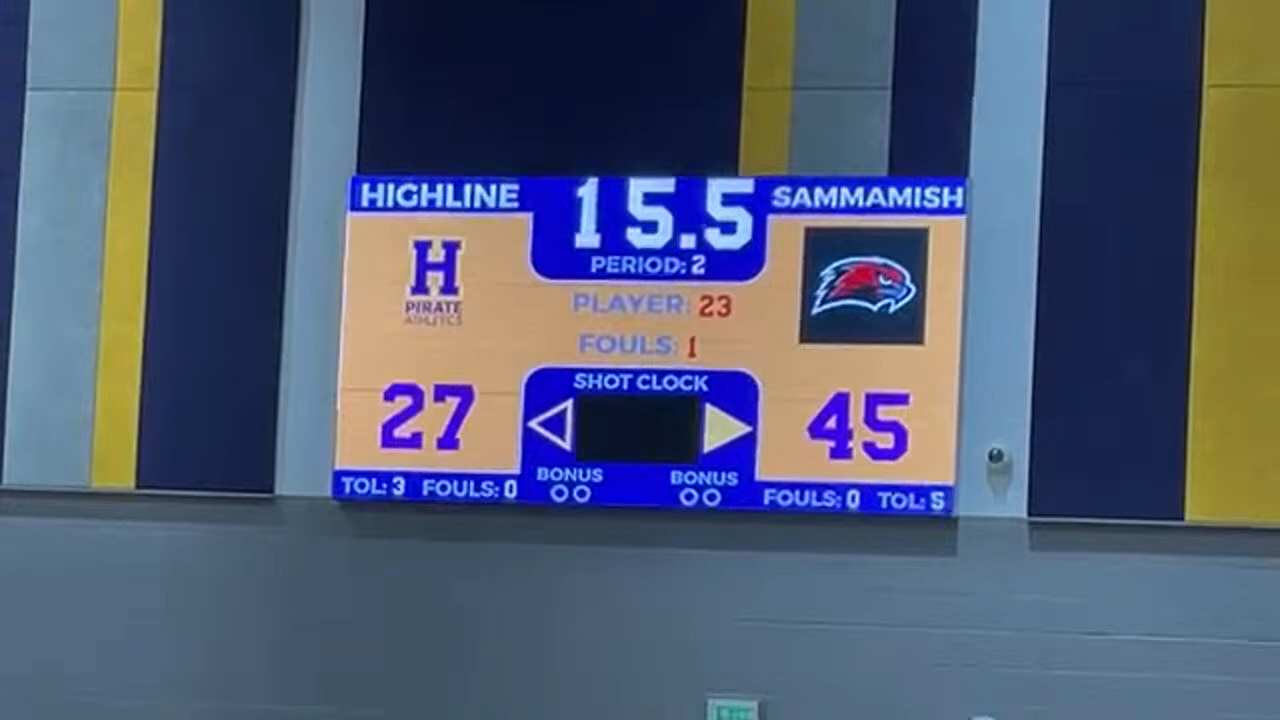 HIGHLINE
15.5
SAMMAMISH
PERIOD: 2
H
PIRATE
ATHLETICS
PLAYER: 23
FOULS: 1
SHOT CLOCK
27
45
BONUS
BONUS
TOL: 3 FOULS: 0
FOULS: 0 TOL: 5